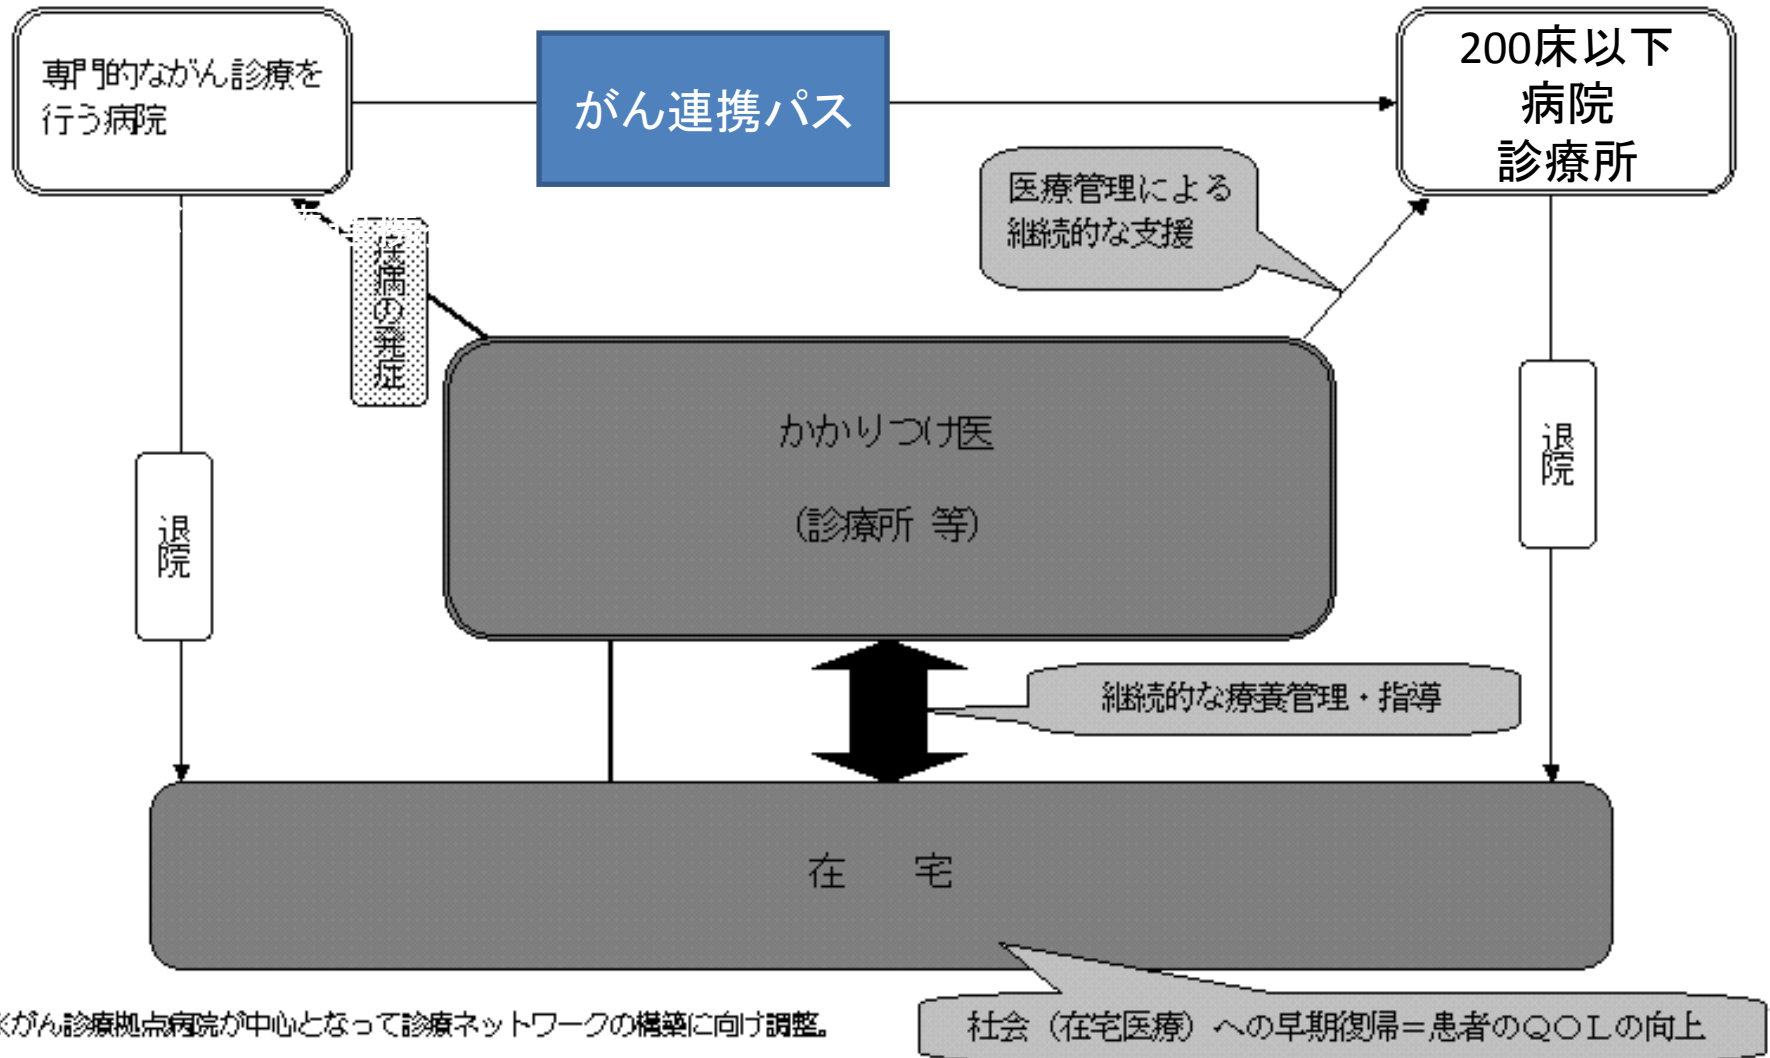 専門的ながん診療を
行う病院
がん連携パス
200床以下
病院
診療所
医療管理による
継続的な支援
疾病の発症
かかりつけ医
（診療所 等）
退院
退院
継続的な療養管理・指導
在　宅
※がん診療拠点病院が中心となって診療ネットワークの構築に向け調整。
社会（在宅医療）への早期復帰＝患者のＱＯＬの向上